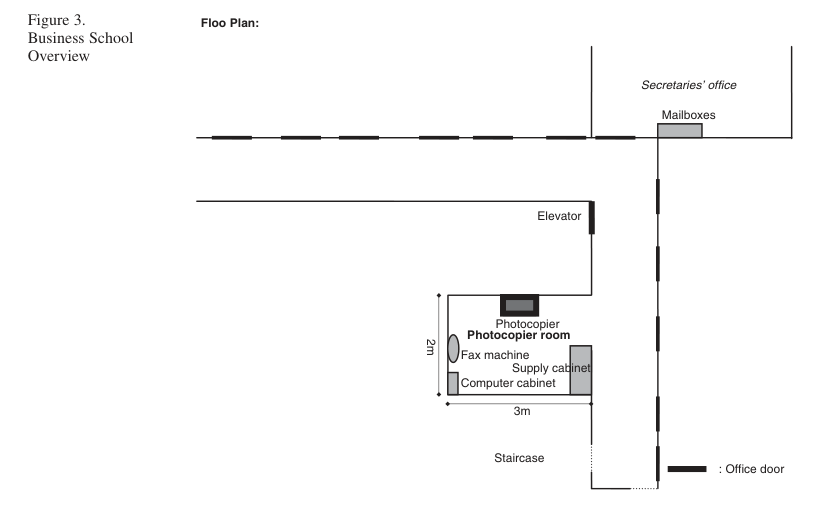 Figure 3.
Business School
Overview
Floo Plan:
Secretaries' office
Mailboxes
Elevator
Photocopier
Photocopier room
2m
Fax machine
Supply cabinet
Computer cabinet
3m
Staircase
: Office door